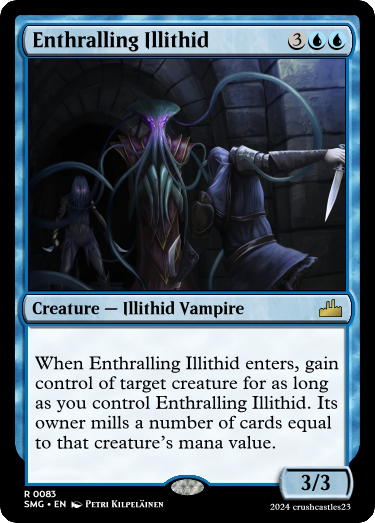 Enthralling Illithid 3
Creature — Illithid Vampire
When Enthralling Illithid enters, gain
control of target creature for as long
as you control Enthralling Illithid. Its
owner mills a number of cards equal
to that creature's mana value.
3/3
R 0083
SMG • EN Petri Kilpeläinen
2024 crushcastles23